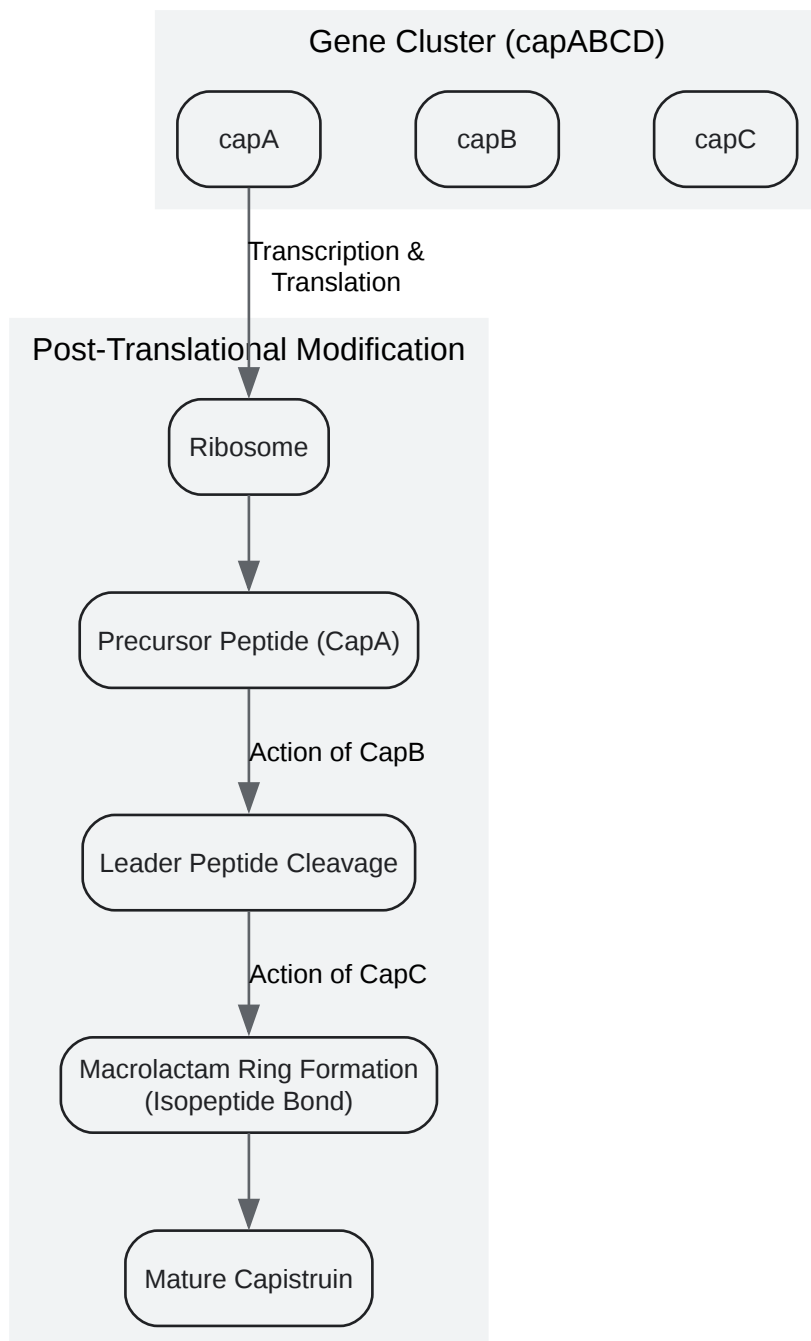 Gene Cluster (capABCD)
capA
capB
capC
Transcription &
Translation
Post-Translational Modification
Ribosome
Precursor Peptide (CapA)
Action of CapB
Leader Peptide Cleavage
Action of CapC
Macrolactam Ring Formation
(Isopeptide Bond)
Mature Capistruin